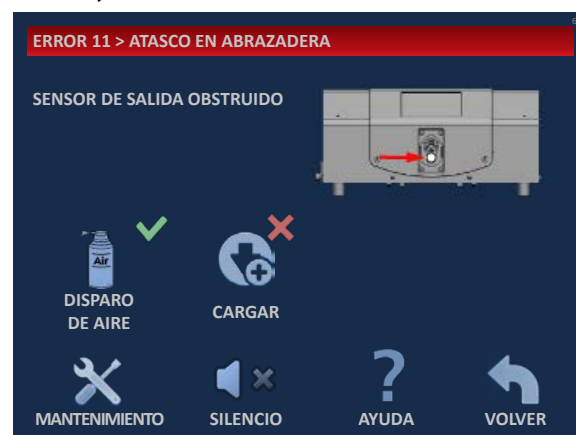 ERROR 11 > ATASCO EN ABRAZADERA
SENSOR DE SALIDA OBSTRUIDO
Air
DISPARO
DE AIRE
CARGAR
?
MANTENIMIENTO
SILENCIO
AYUDA
VOLVER